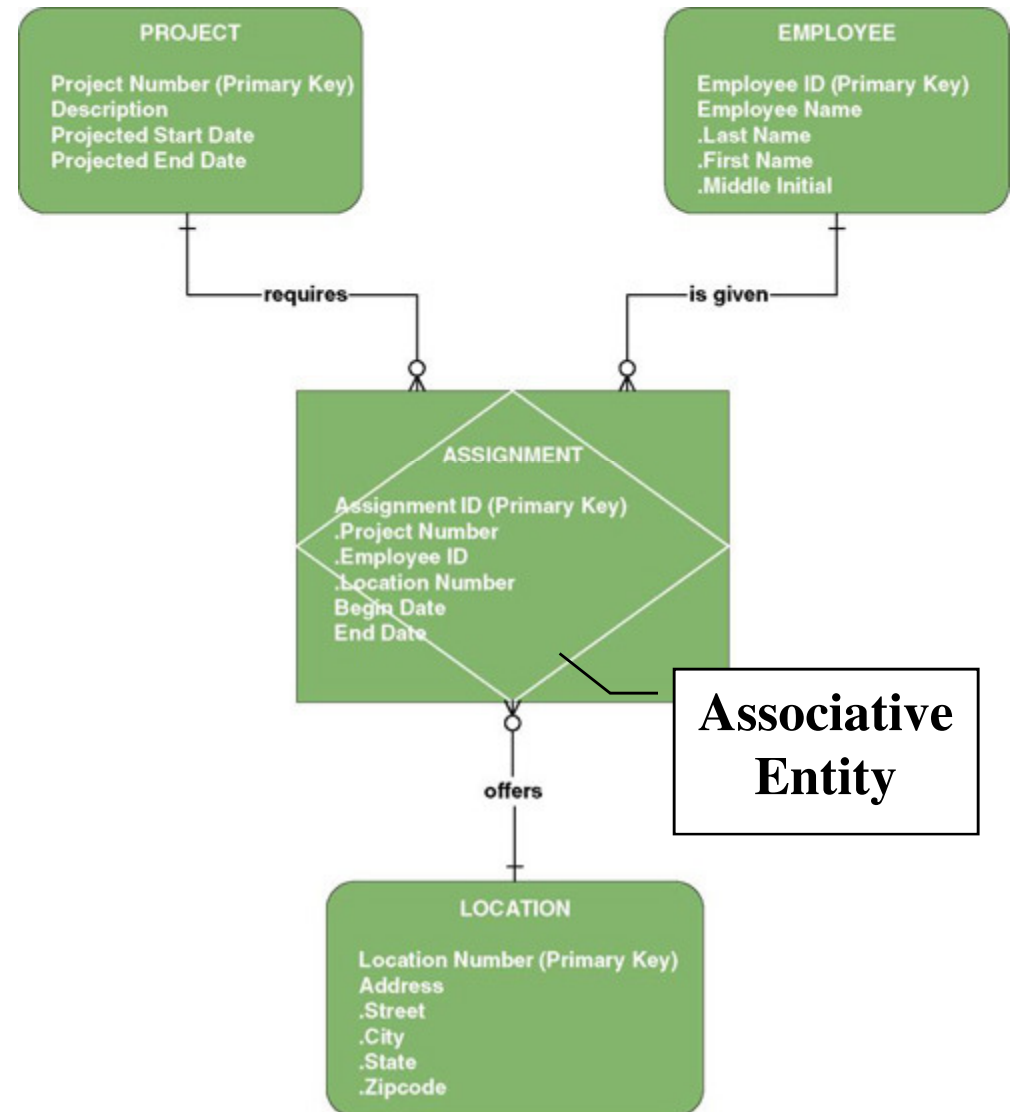 PROJECT
Project Number (Primary Key)
Description
Projected Start Date
Projected End Date
EMPLOYEE
Employee ID (Primary Key)
Employee Name
.Last Name
.First Name
.Middle Initial
requires
is given
ASSIGNMENT
Assignment ID (Primary Key)
.Project Number
.Employee ID
.Location Number
Begin Date
End Date
Associative
Entity
offers
LOCATION
Location Number (Primary Key)
Address
.Street
.City
.State
.Zipcode